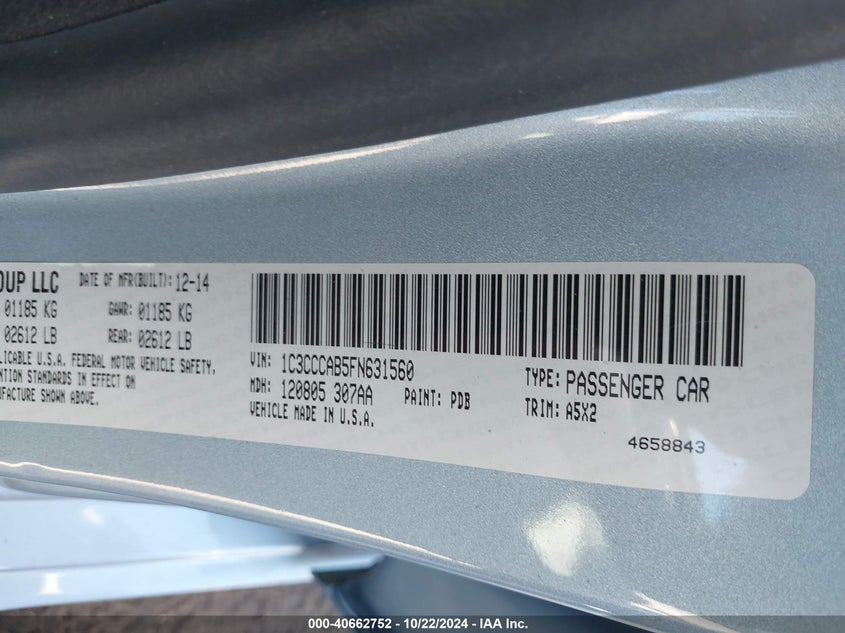 OUP LLC DATE OF MFR(BUILT): 12-14
01185 KG GAWR: 01185 KG
02612 LB REAR: 02612 LB
LICABLE U.S.A. FEDERAL MOTOR VEHICLE SAFETY,
NTION STANDARDS IN EFFECT ON
UFACTURE SHOWN ABOVE.
VIN: 1C3CCCAB5FN631560
MDH: 120805 307AA PAINT: PDB
VEHICLE MADE IN U.S.A.
TYPE: PASSENGER CAR
TRIM: A5X2
4658843
000-40662752 - 10/22/2024 - IAA Inc.